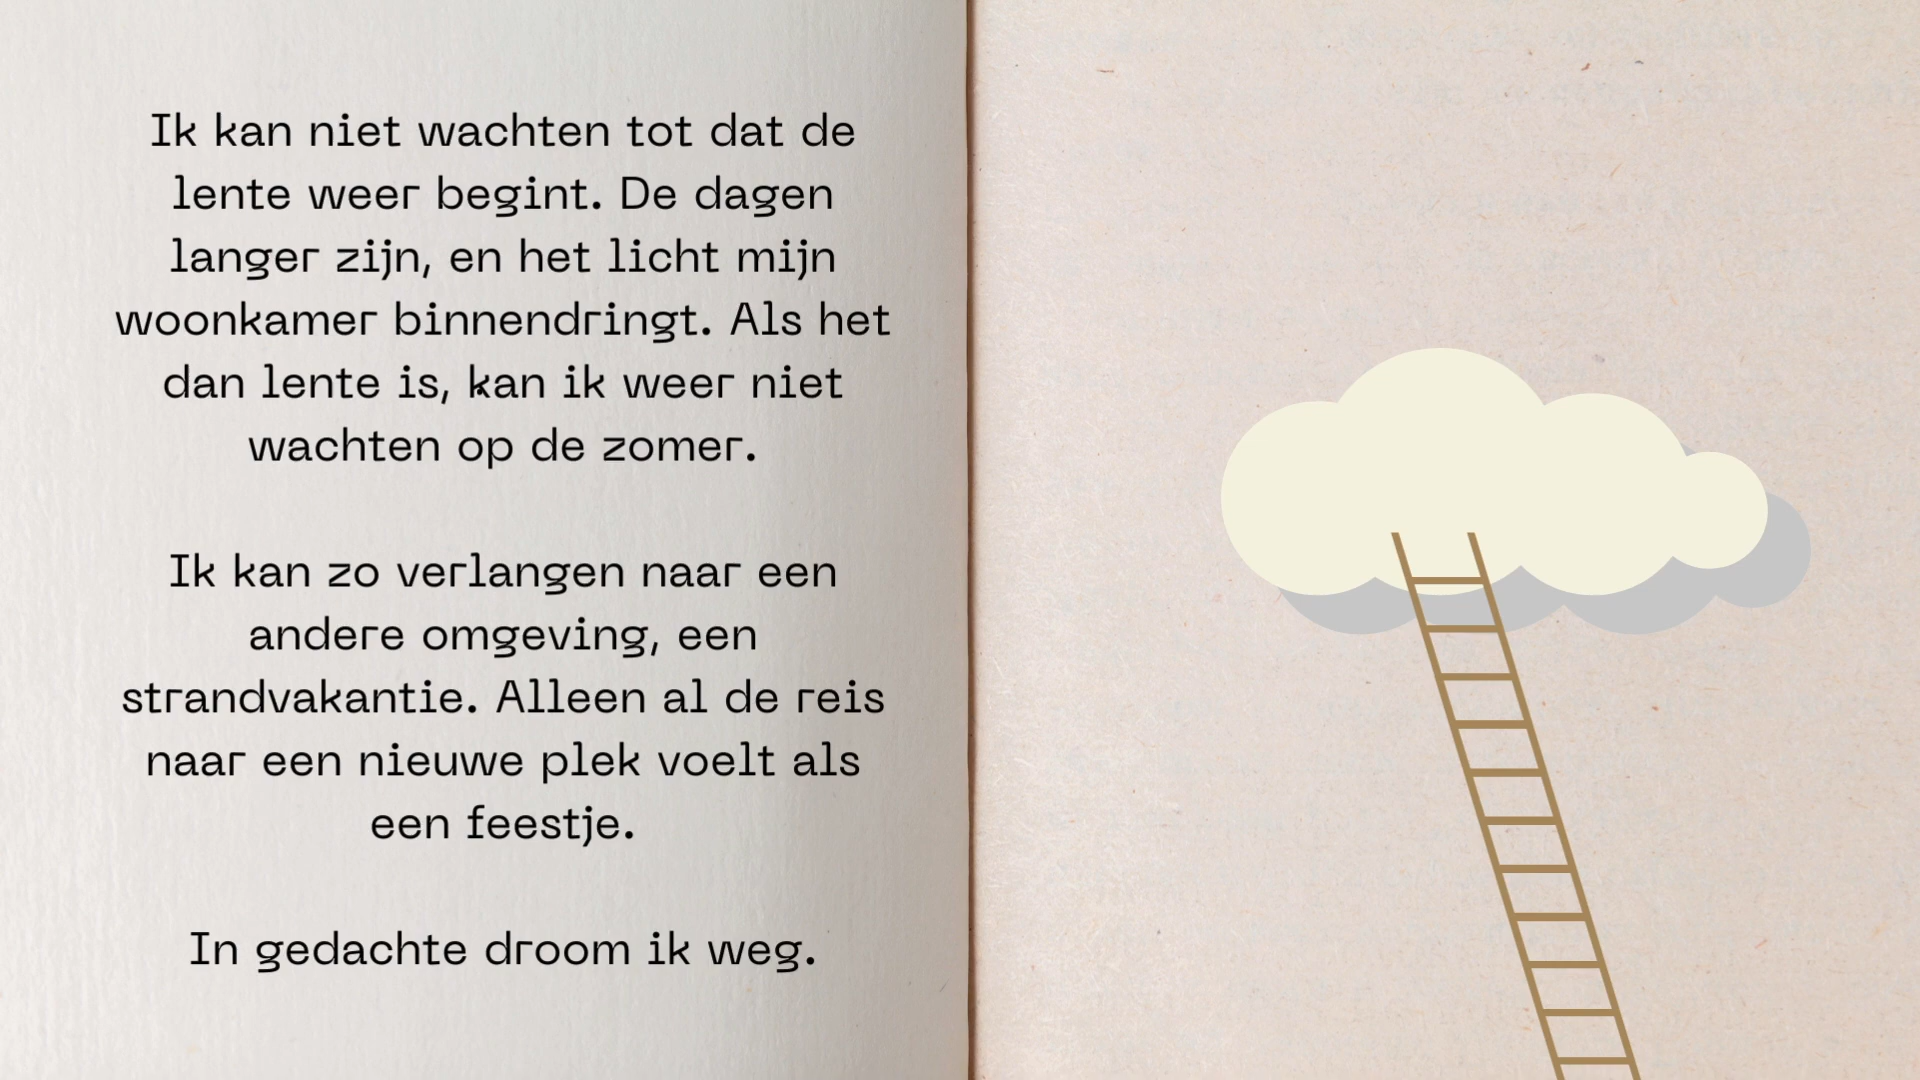 Ik kan niet wachten tot dat de
lente weer begint. De dagen
langer zijn, en het licht mijn
woonkamer binnendringt. Als het
dan lente is, kan ik weer niet
wachten op de zomer.
Ik kan zo verlangen naar een
andere omgeving, een
strandvakantie. Alleen al de reis
naar een nieuwe plek voelt als
een feestje.
In gedachte droom ik weg.